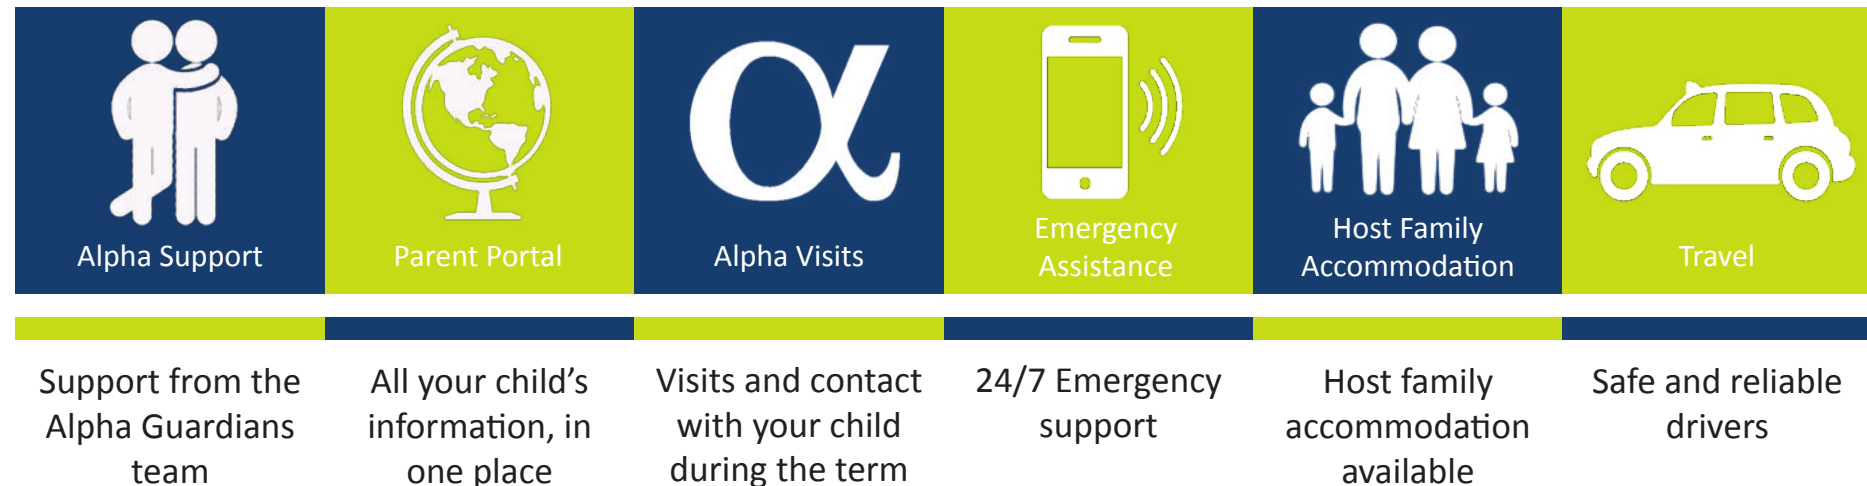 α
Alpha Support
Parent Portal
Alpha Visits
Emergency
Assistance
Host Family
Accommodation
Travel
Support from the
Alpha Guardians
team
All your child’s
information, in
one place
Visits and contact
with your child
during the term
24/7 Emergency
support
Host family
accommodation
available
Safe and reliable
drivers